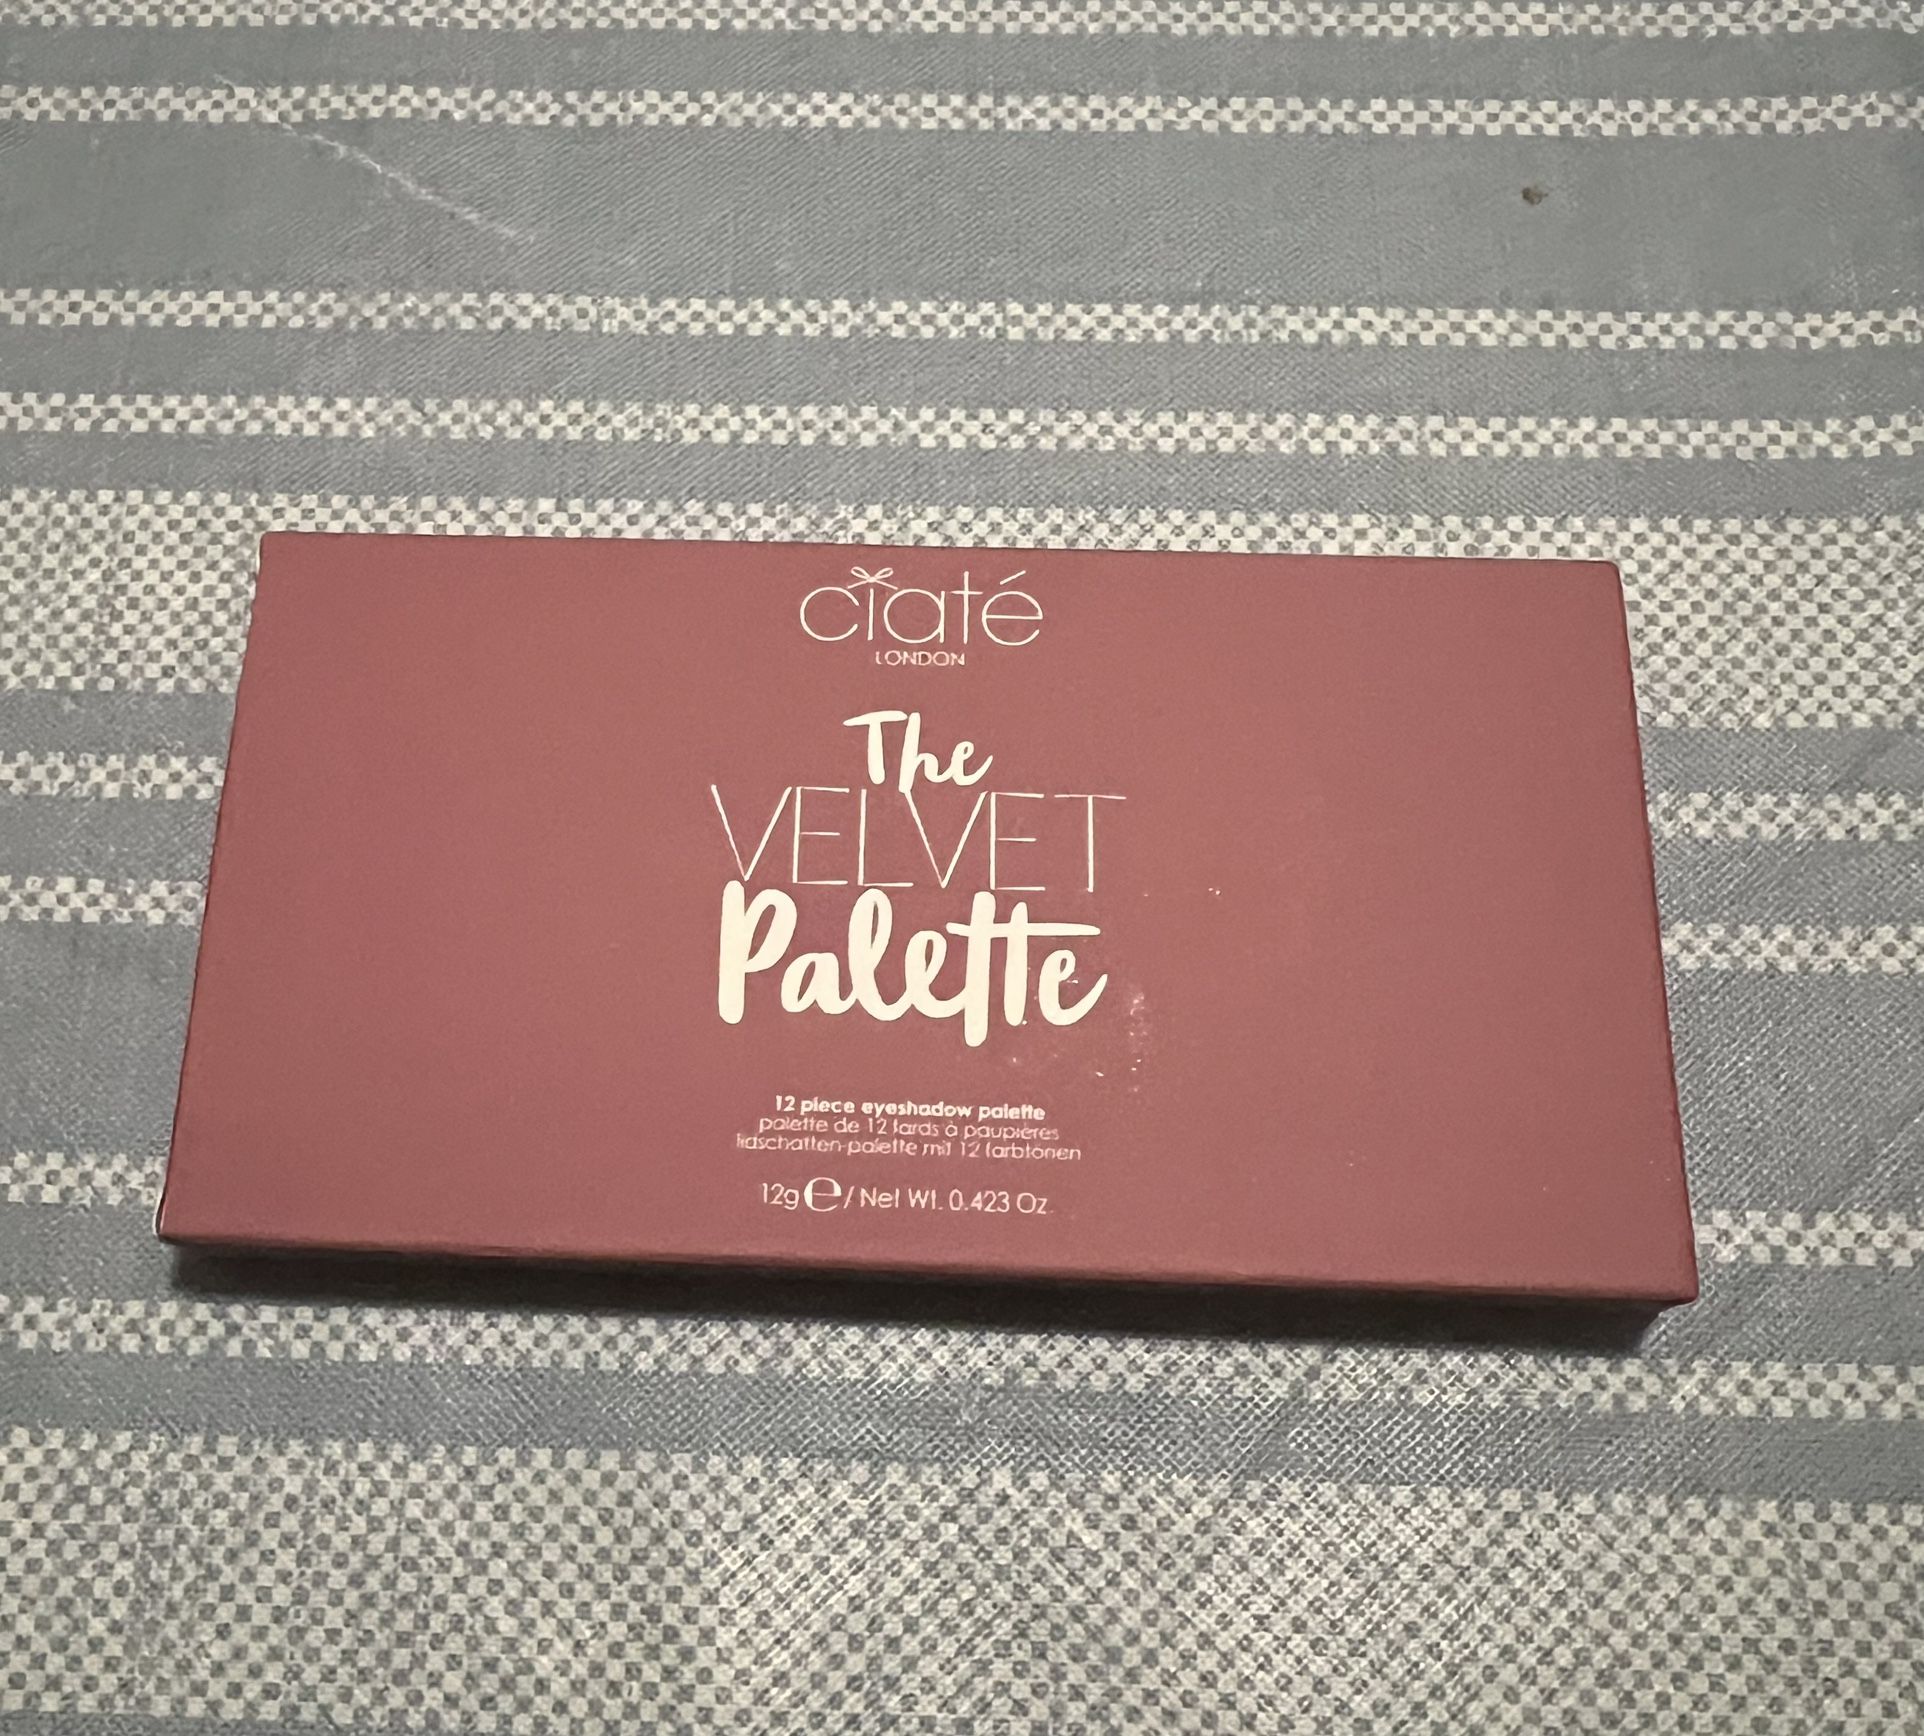 ciaté
LONDON
The
VELVET
Palette
12 piece eyeshadow palette
palette de 12 fards à paupières
lidschatten-palette mit 12 farbtönen
12g ℮ / Net Wt. 0.423 Oz.